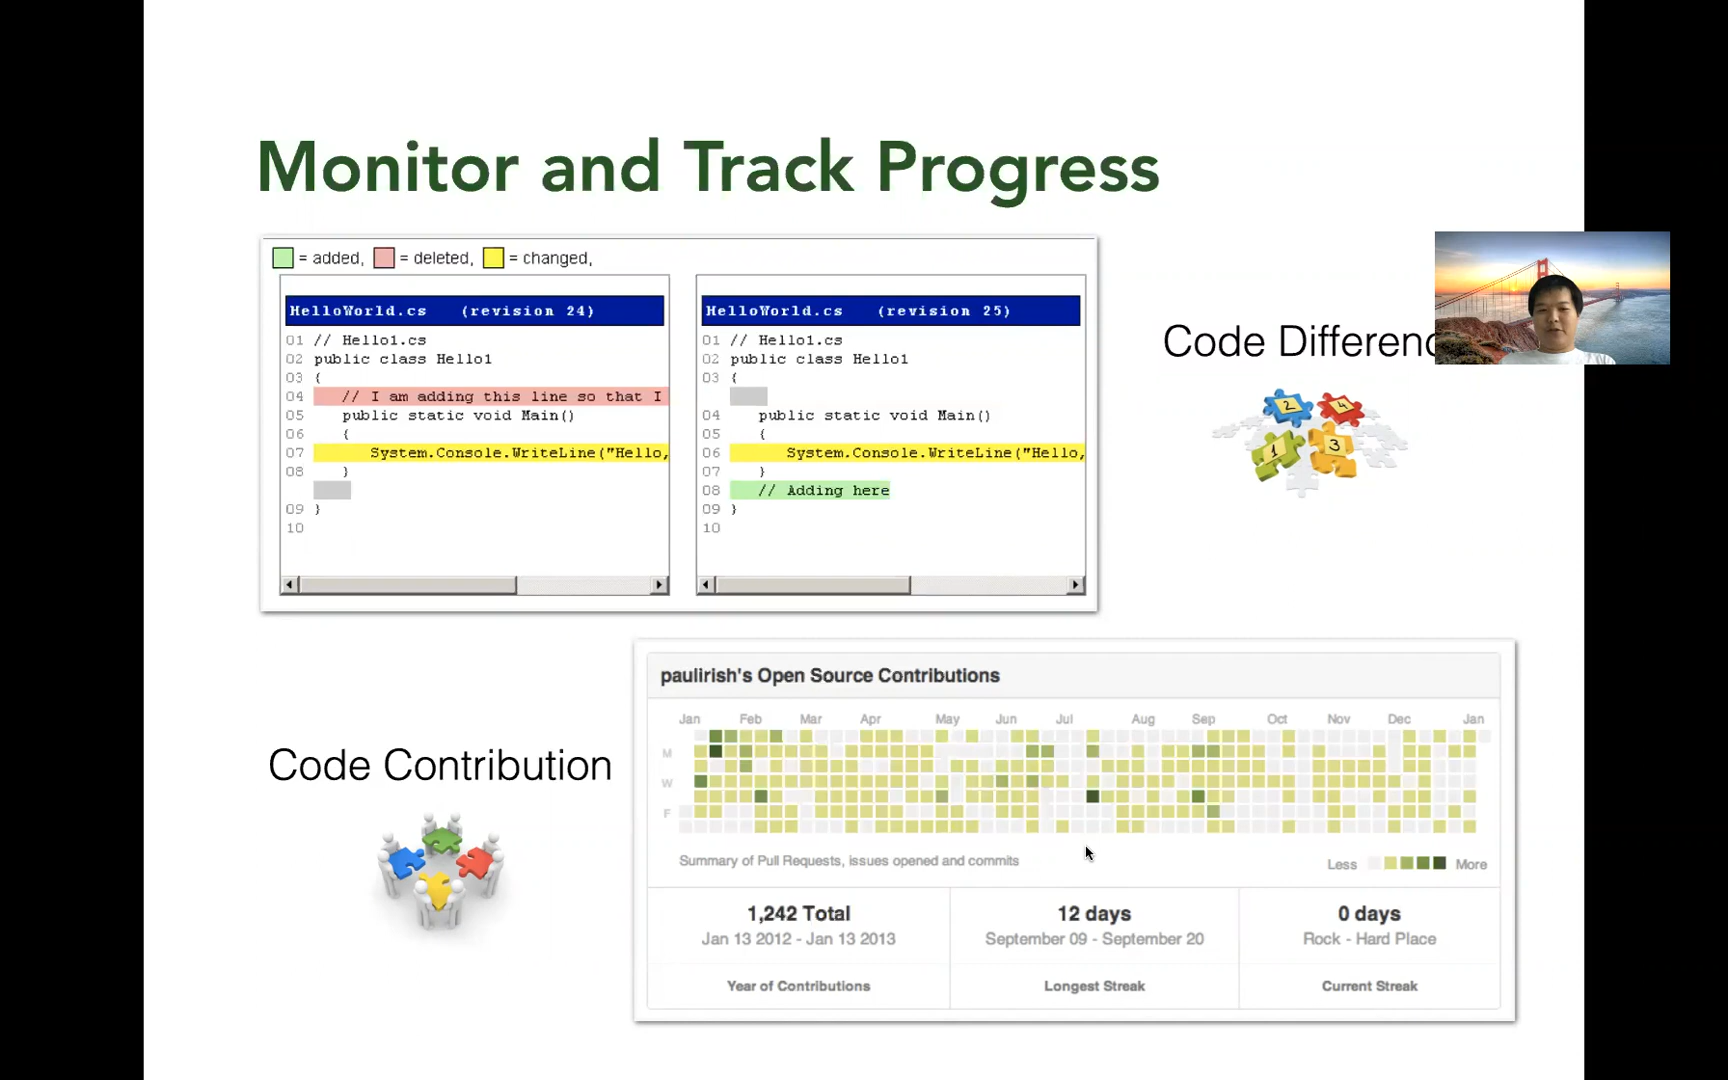 Monitor and Track Progress
= added, = deleted, = changed,
HelloWorld.cs (revision 24)
01 // Hello1.cs
02 public class Hello1
03 {
04 // I am adding this line so that I
05 public static void Main()
06 {
07 System.Console.WriteLine("Hello,
08 }
09 }
10
HelloWorld.cs (revision 25)
01 // Hello1.cs
02 public class Hello1
03 {
04 public static void Main()
05 {
06 System.Console.WriteLine("Hello,
07 }
08 // Adding here
09 }
10
Code Differenc
2 4
1 3
Code Contribution
paulirish's Open Source Contributions
Jan Feb Mar Apr May Jun Jul Aug Sep Oct Nov Dec Jan
M
W
F
Summary of Pull Requests, issues opened and commits
Less More
1,242 Total
Jan 13 2012 - Jan 13 2013
Year of Contributions
12 days
September 09 - September 20
Longest Streak
0 days
Rock - Hard Place
Current Streak